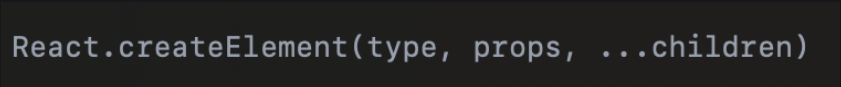 React.createElement(type, props, ...children)